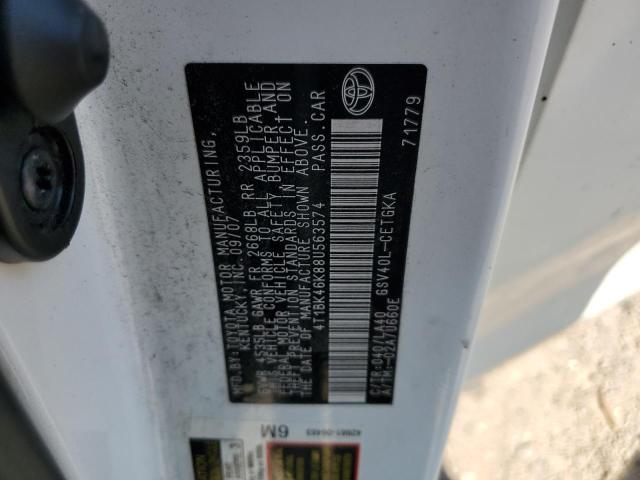 MFD. BY: TOYOTA MOTOR MANUFACTURING,
KENTUCKY, INC. 09/07
GVWR 4535LB GAWR FR 2668LB RR 2359LB
THIS VEHICLE CONFORMS TO ALL APPLICABLE
FEDERAL MOTOR VEHICLE SAFETY, BUMPER AND
THEFT PREVENTION STANDARDS IN EFFECT ON
THE DATE OF MANUFACTURE SHOWN ABOVE.
4T1BK46K88U563574 PASS. CAR
C/TR: 040/LA40 GSV40L-CETGKA
A/TM: -02A/U660E
71779
6M